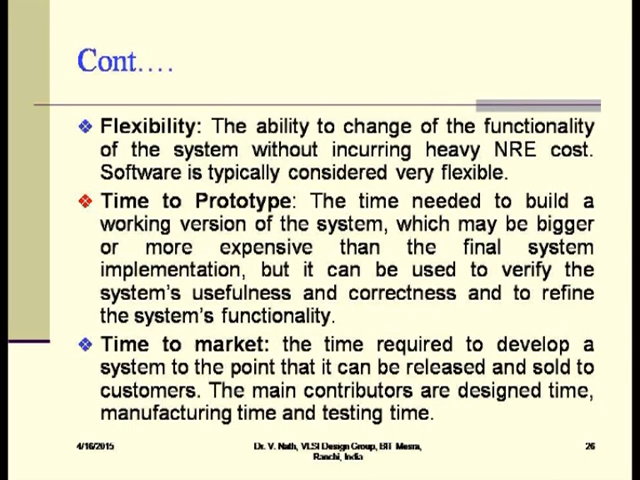 Cont….
❖ Flexibility: The ability to change of the functionality
of the system without incurring heavy NRE cost.
Software is typically considered very flexible.
❖ Time to Prototype: The time needed to build a
working version of the system, which may be bigger
or more expensive than the final system
implementation, but it can be used to verify the
system's usefulness and correctness and to refine
the system's functionality.
❖ Time to market: the time required to develop a
system to the point that it can be released and sold to
customers. The main contributors are designed time,
manufacturing time and testing time.
4/16/2015
Dr. V. Nath, VLSI Design Group, BIT Mesra,
Ranchi, India
26